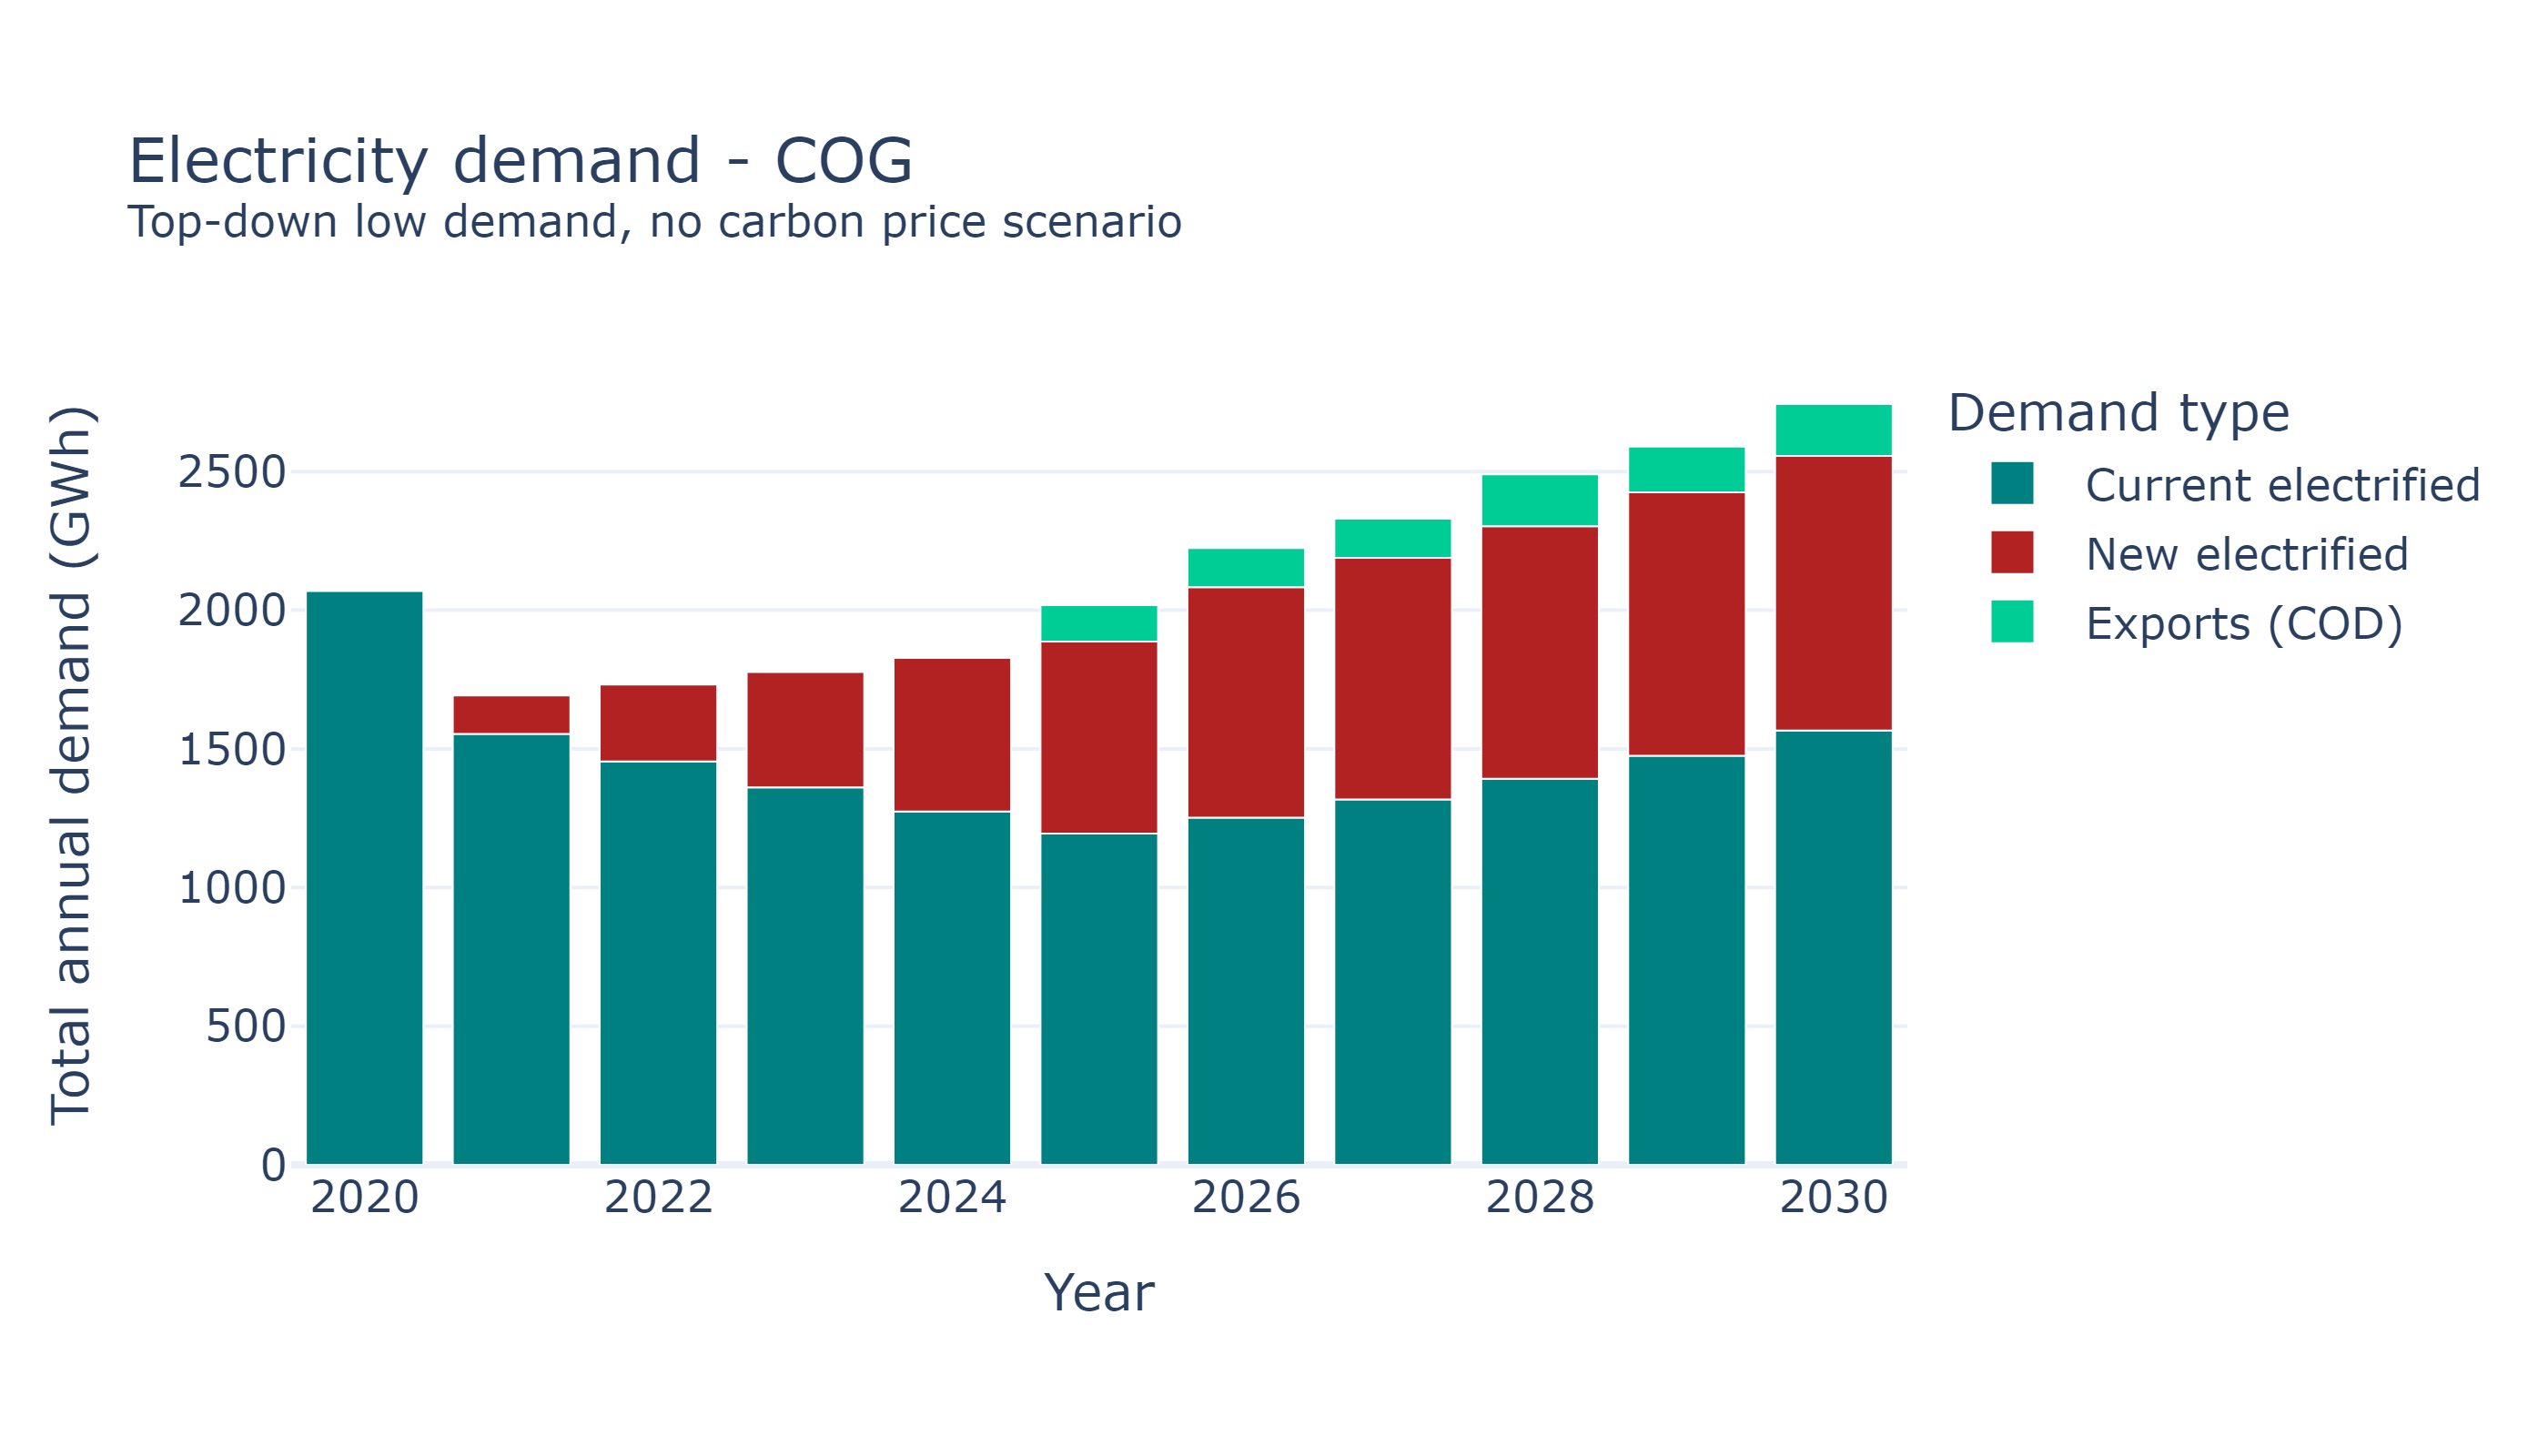 Electricity demand - COG
Top-down low demand, no carbon price scenario
Total annual demand (GWh)
2500
2000
1500
1000
500
0
2020
2022
2024
2026
2028
2030
Year
Demand type
Current electrified
New electrified
Exports (COD)